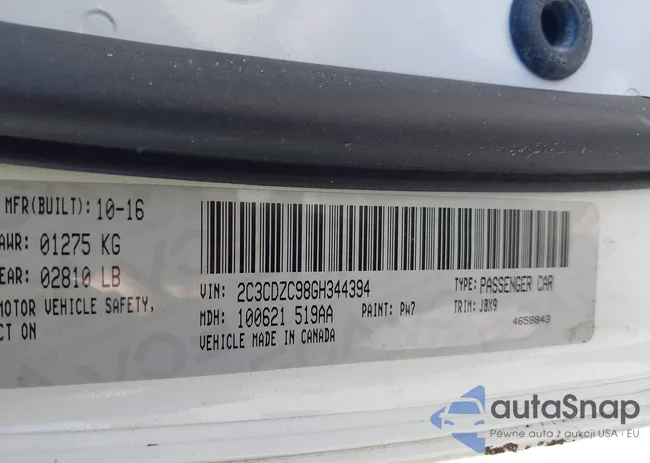 MFR(BUILT): 10-16
AWR: 01275 KG
EAR: 02810 LB
MOTOR VEHICLE SAFETY,
CT ON
VIN: 2C3CDZC98GH344394
TYPE: PASSENGER CAR
MDH: 100621 519AA
PAINT: PW7
TRIM: JBX9
VEHICLE MADE IN CANADA
4658843
autaSnap
Pewne auta z aukcji USA i EU